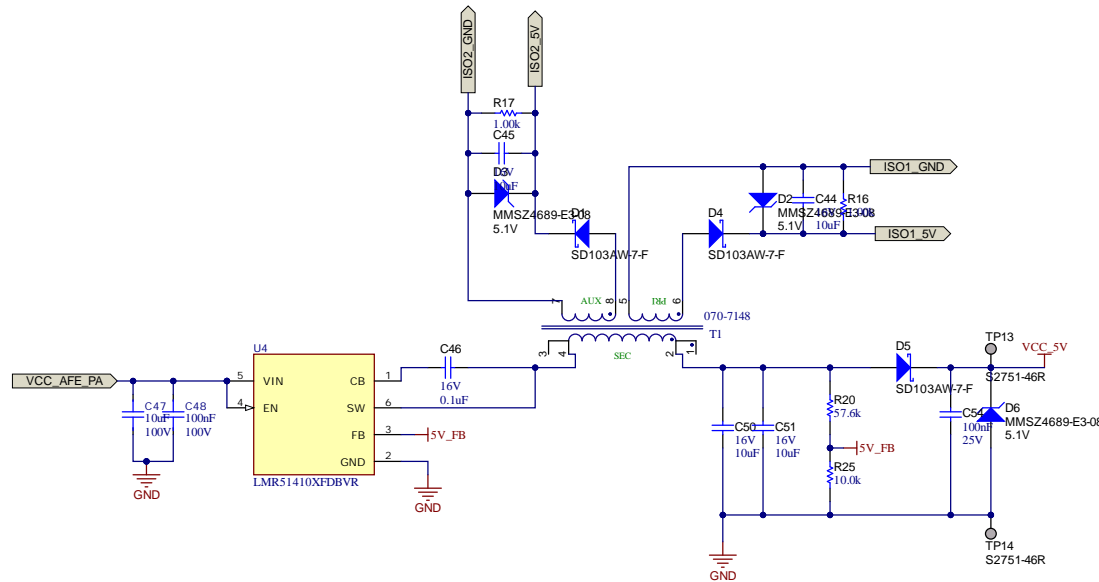 ISO2_GND
ISO2_5V
R17
1.00k
C45
16V
10uF
MMSZ4689-E3-08
5.1V
D1
SD103AW-7-F
D4
SD103AW-7-F
ISO1_GND
D2
MMSZ4689-E3-08
5.1V
C44
10uF
R16
ISO1_5V
7
AUX
8
5
PRI
6
070-7148
T1
3
4
SEC
2
1
U4
VCC_AFE_PA
C47
10uF
100V
C48
100nF
100V
GND
5
VIN
4
EN
CB
1
SW
6
FB
3
5V_FB
GND
2
LMR51410XFDBVR
GND
C46
16V
0.1uF
D5
SD103AW-7-F
TP13
S2751-46R
VCC_5V
C50
16V
10uF
C51
16V
10uF
R20
57.6k
5V_FB
R25
10.0k
C54
100nF
25V
D6
MMSZ4689-E3-08
5.1V
GND
TP14
S2751-46R